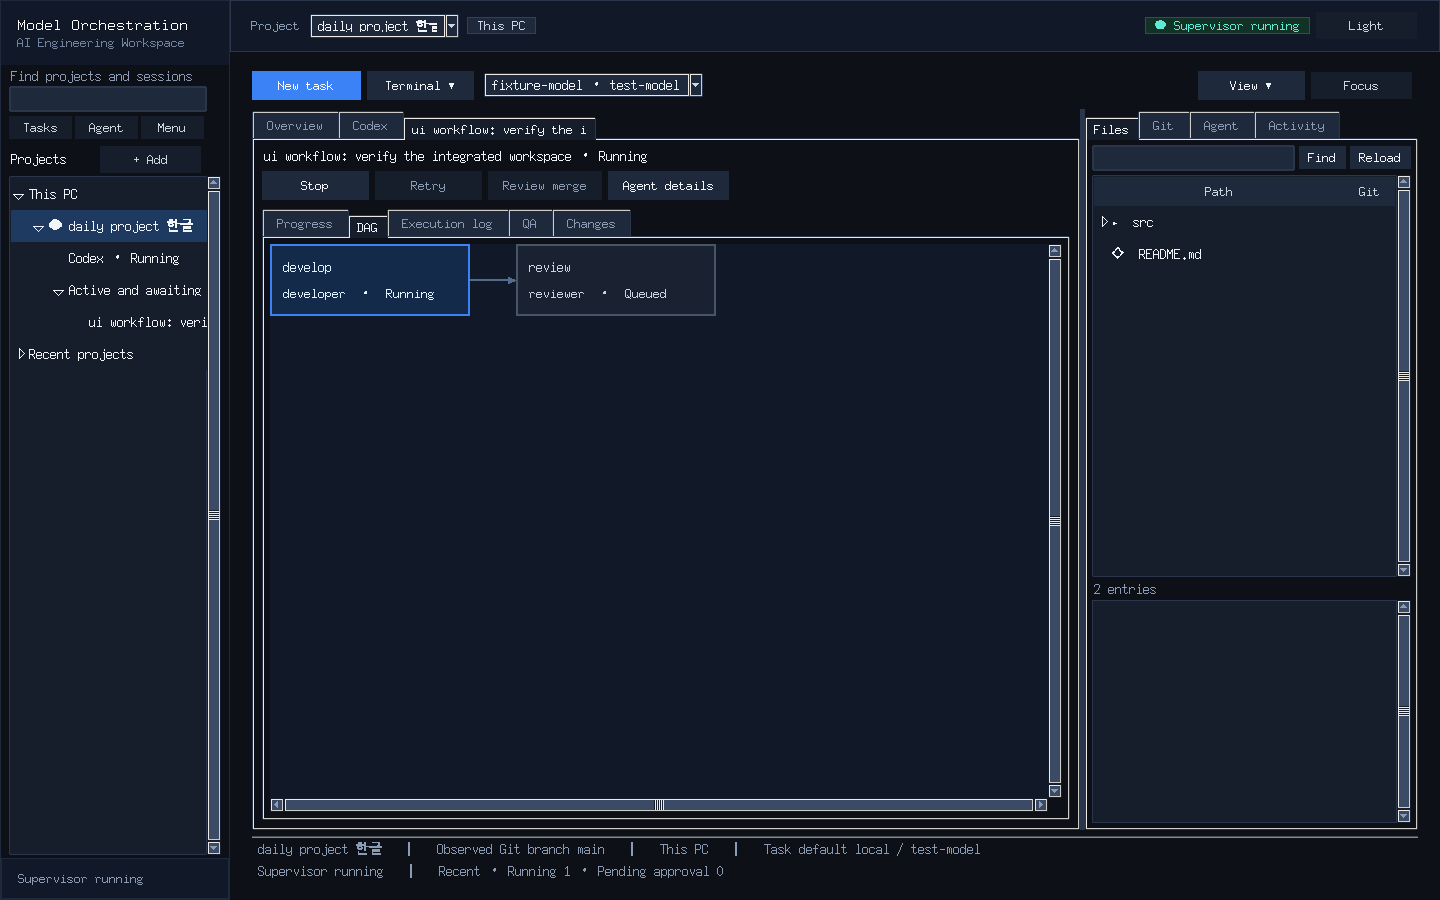 Model Orchestration
AI Engineering Workspace
Find projects and sessions
Tasks
Agent
Menu
Projects
+ Add
This PC
daily project 한글
Codex • Running
Active and awaiting
ui workflow: veri
Recent projects
Supervisor running
Project
daily project 한글
This PC
Supervisor running
Light
New task
Terminal ▾
fixture-model • test-model
View ▾
Focus
Overview
Codex
ui workflow: verify the i
ui workflow: verify the integrated workspace • Running
Stop
Retry
Review merge
Agent details
Progress
DAG
Execution log
QA
Changes
develop
developer • Running
review
reviewer • Queued
Files
Git
Agent
Activity
Find
Reload
Path
Git
src
README.md
2 entries
daily project 한글 | Observed Git branch main | This PC | Task default local / test-model
Supervisor running | Recent • Running 1 • Pending approval 0